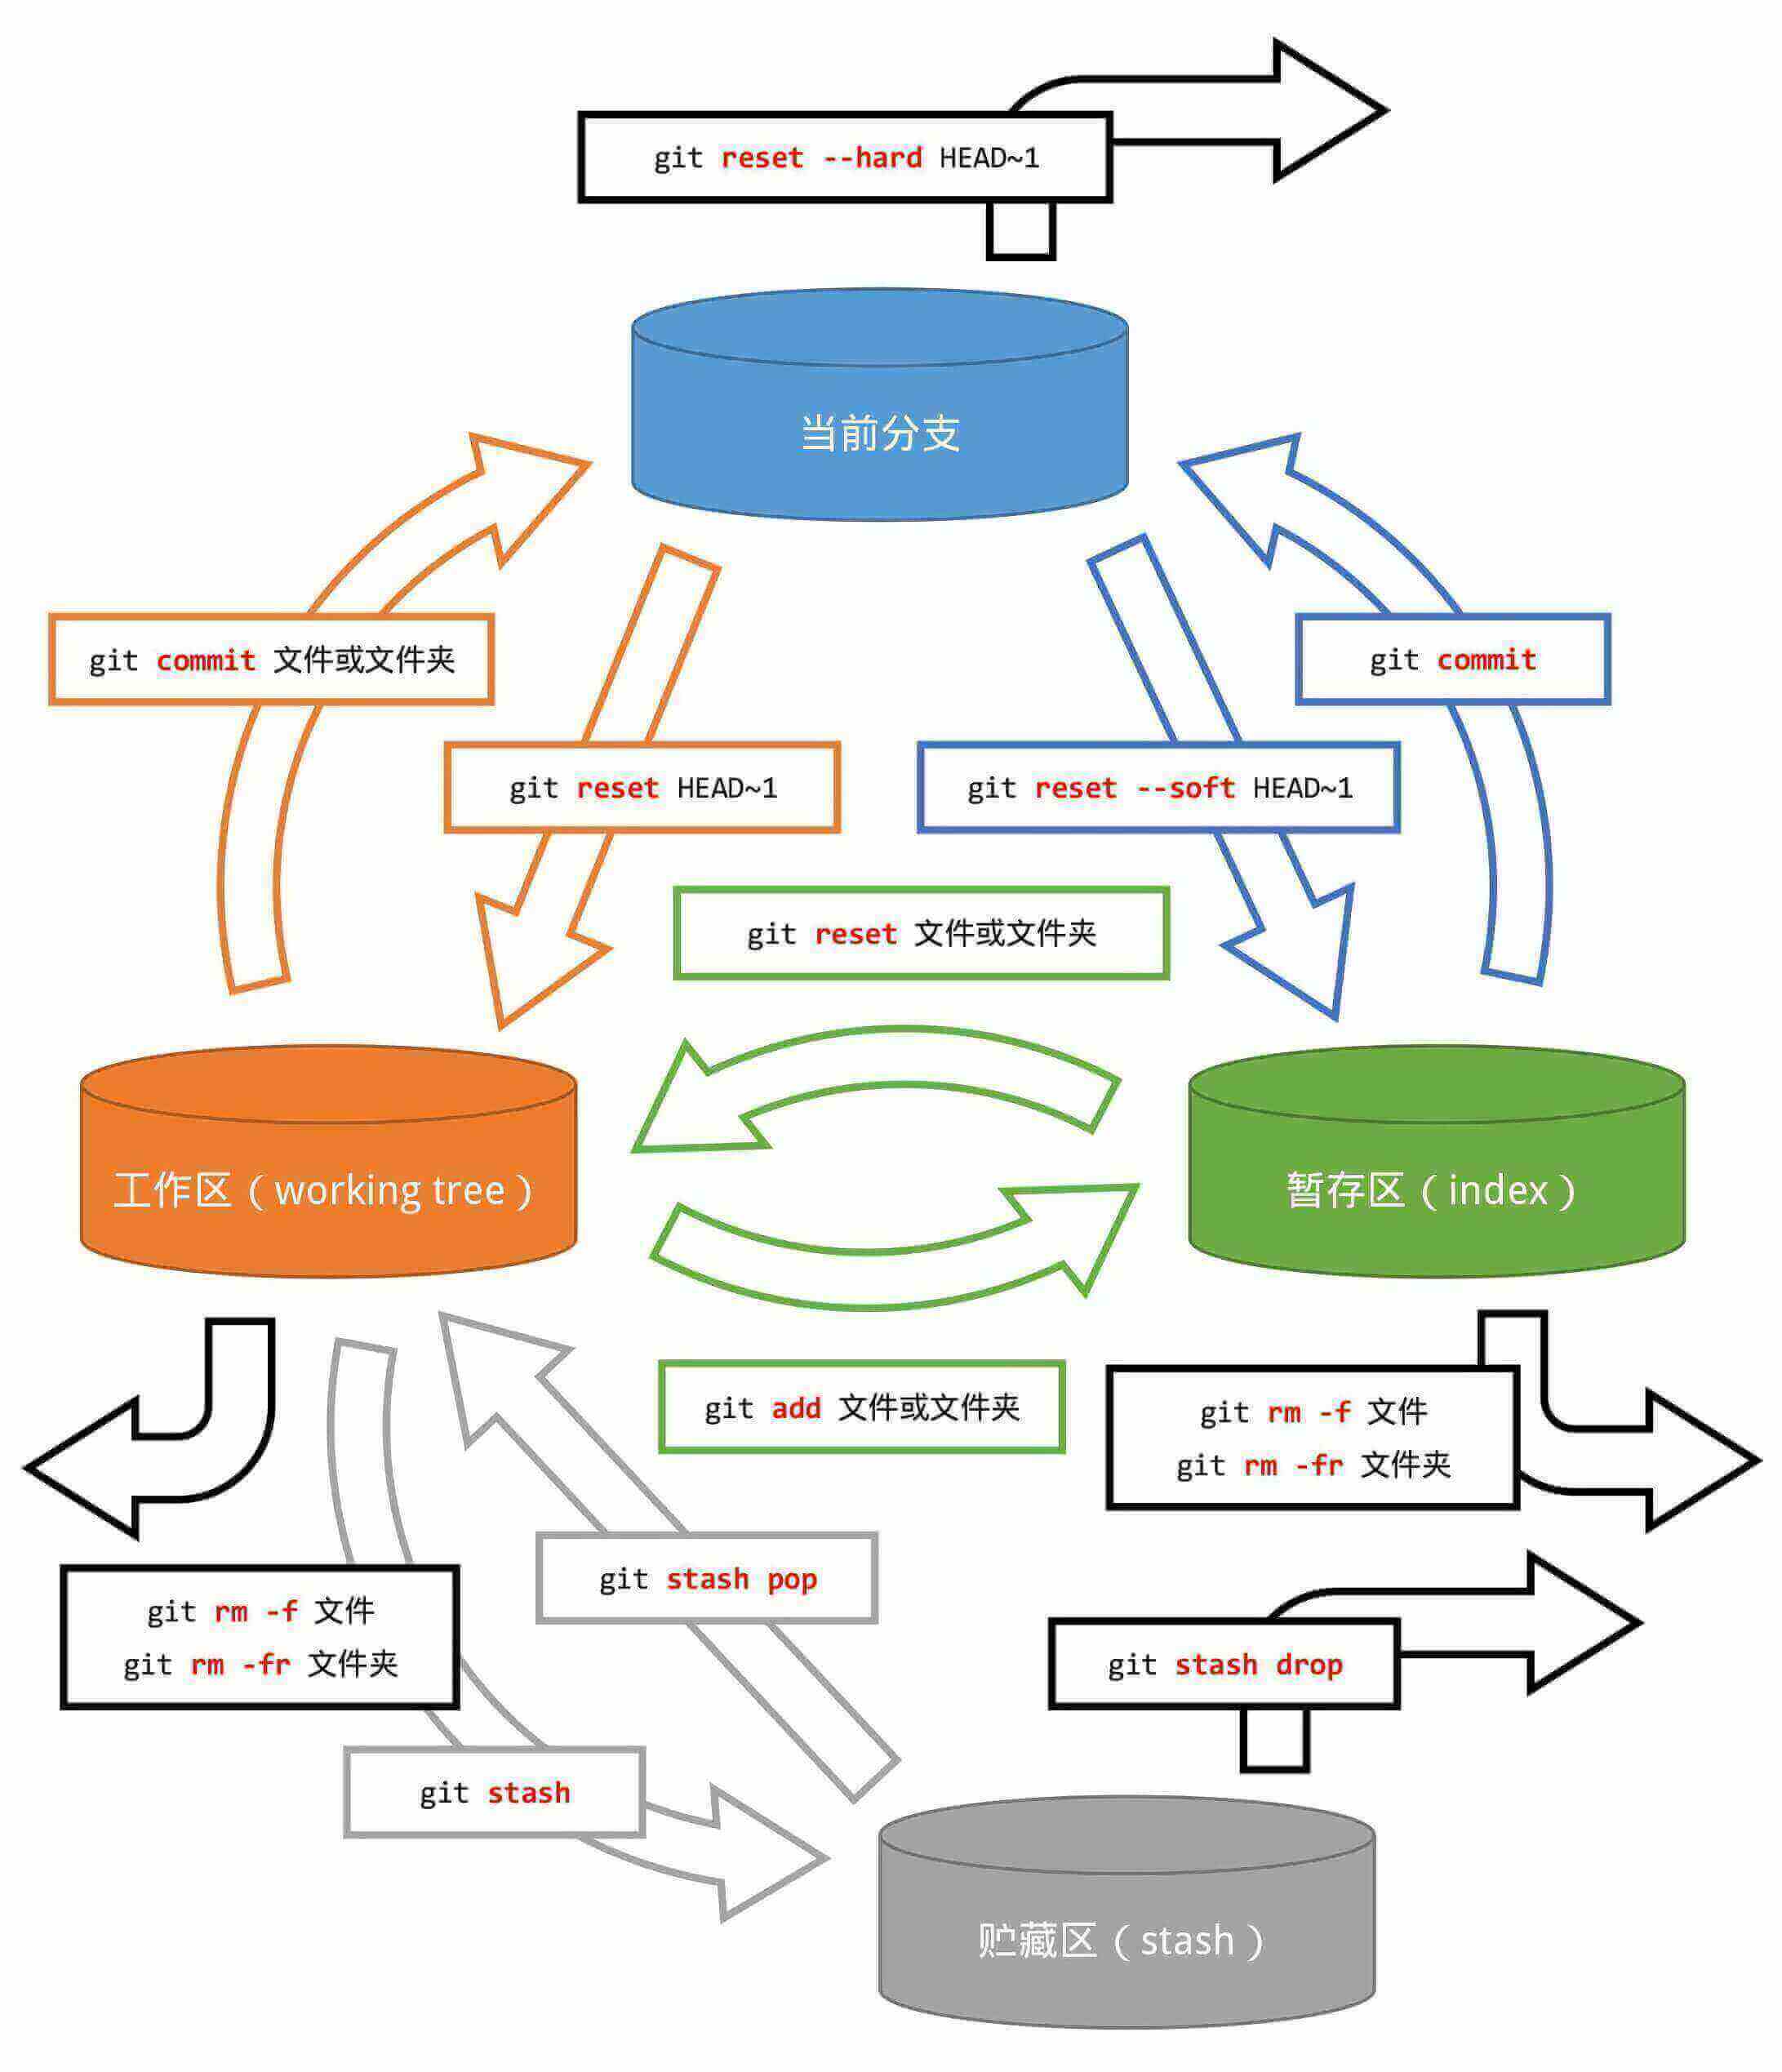 git reset --hard HEAD~1
当前分支
git commit 文件或文件夹
git commit
git reset HEAD~1
git reset --soft HEAD~1
git reset 文件或文件夹
工作区（working tree）
暂存区（index）
git add 文件或文件夹
git rm -f 文件
git rm -fr 文件夹
git stash pop
git rm -f 文件
git rm -fr 文件夹
git stash drop
git stash
贮藏区（stash）